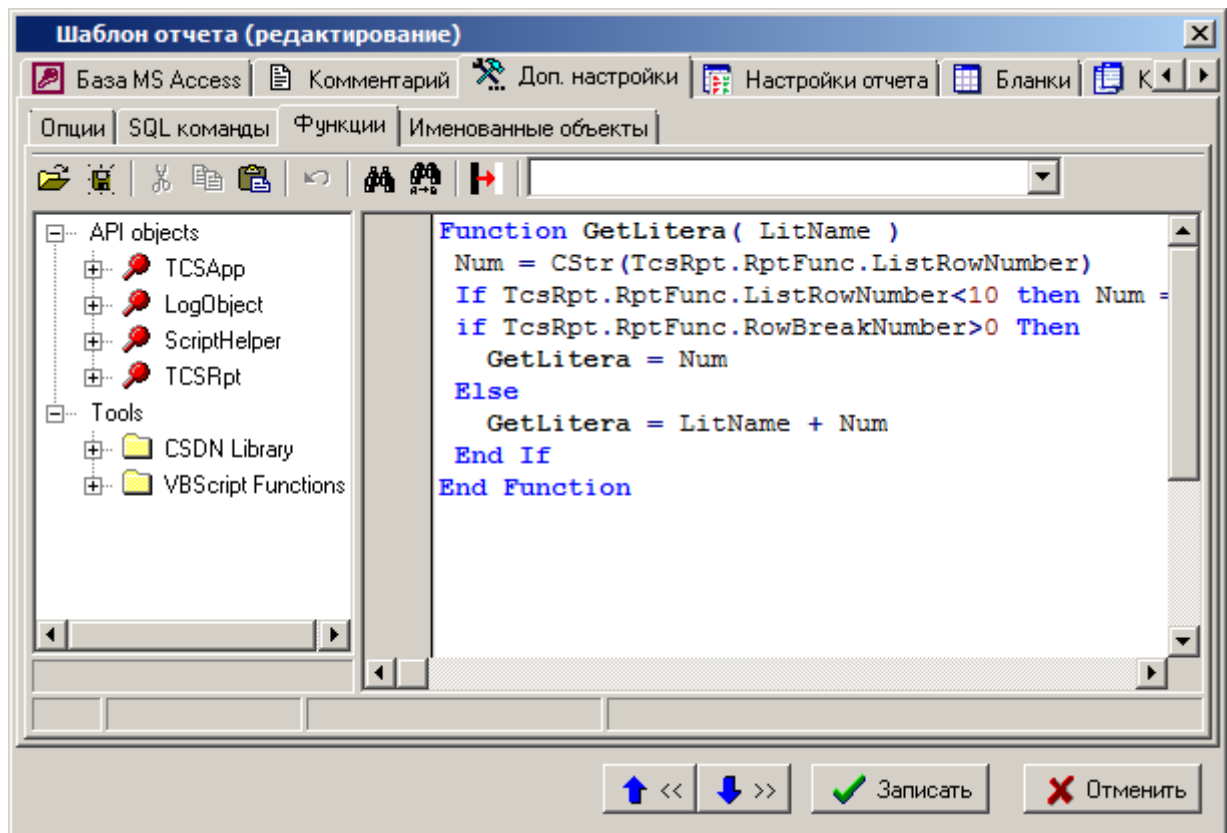 Шаблон отчета (редактирование)
База MS Access Комментарий Доп. настройки Настройки отчета Бланки К
Опции SQL команды Функции Именованные объекты
API objects
TCSApp
LogObject
ScriptHelper
TCSRpt
Tools
CSDN Library
VBScript Functions
Function GetLitera( LitName )
Num = CStr(TcsRpt.RptFunc.ListRowNumber)
If TcsRpt.RptFunc.ListRowNumber<10 then Num =
if TcsRpt.RptFunc.RowBreakNumber>0 Then
GetLitera = Num
Else
GetLitera = LitName + Num
End If
End Function
<< >> Записать Отменить